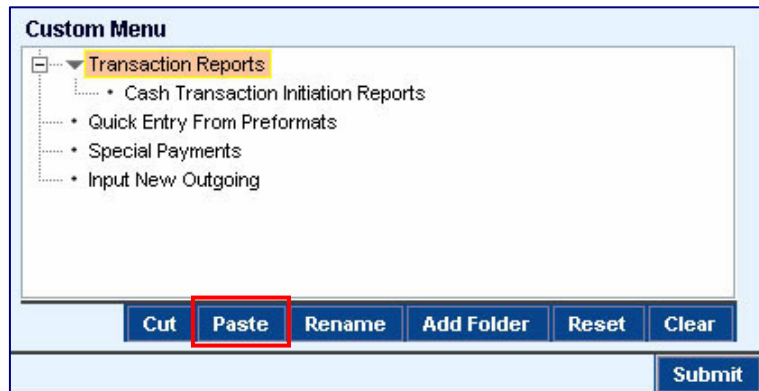 Custom Menu
Transaction Reports
Cash Transaction Initiation Reports
Quick Entry From Preformats
Special Payments
Input New Outgoing
Cut Paste Rename Add Folder Reset Clear
Submit